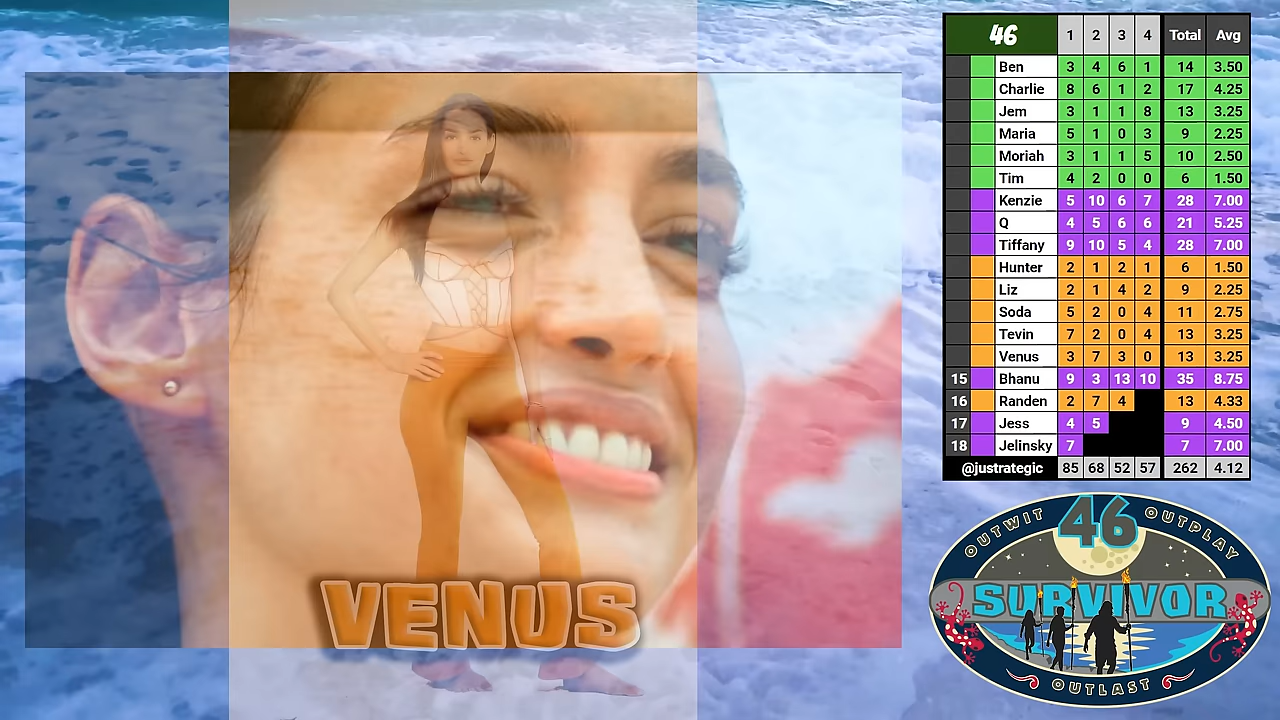 46 1 2 3 4 Total Avg
Ben 3 4 6 1 14 3.50
Charlie 8 6 1 2 17 4.25
Jem 3 1 1 8 13 3.25
Maria 5 1 0 3 9 2.25
Moriah 3 1 1 5 10 2.50
Tim 4 2 0 0 6 1.50
Kenzie 5 10 6 7 28 7.00
Q 4 5 6 6 21 5.25
Tiffany 9 10 5 4 28 7.00
Hunter 2 1 2 1 6 1.50
Liz 2 1 4 2 9 2.25
Soda 5 2 0 4 11 2.75
Tevin 7 2 0 4 13 3.25
Venus 3 7 3 0 13 3.25
15 Bhanu 9 3 13 10 35 8.75
16 Randen 2 7 4 13 4.33
17 Jess 4 5 9 4.50
18 Jelinsky 7 7 7.00
@justrategic 85 68 52 57 262 4.12
VENUS
46
OUTWIT OUTPLAY
SURVIVOR
OUTLAST